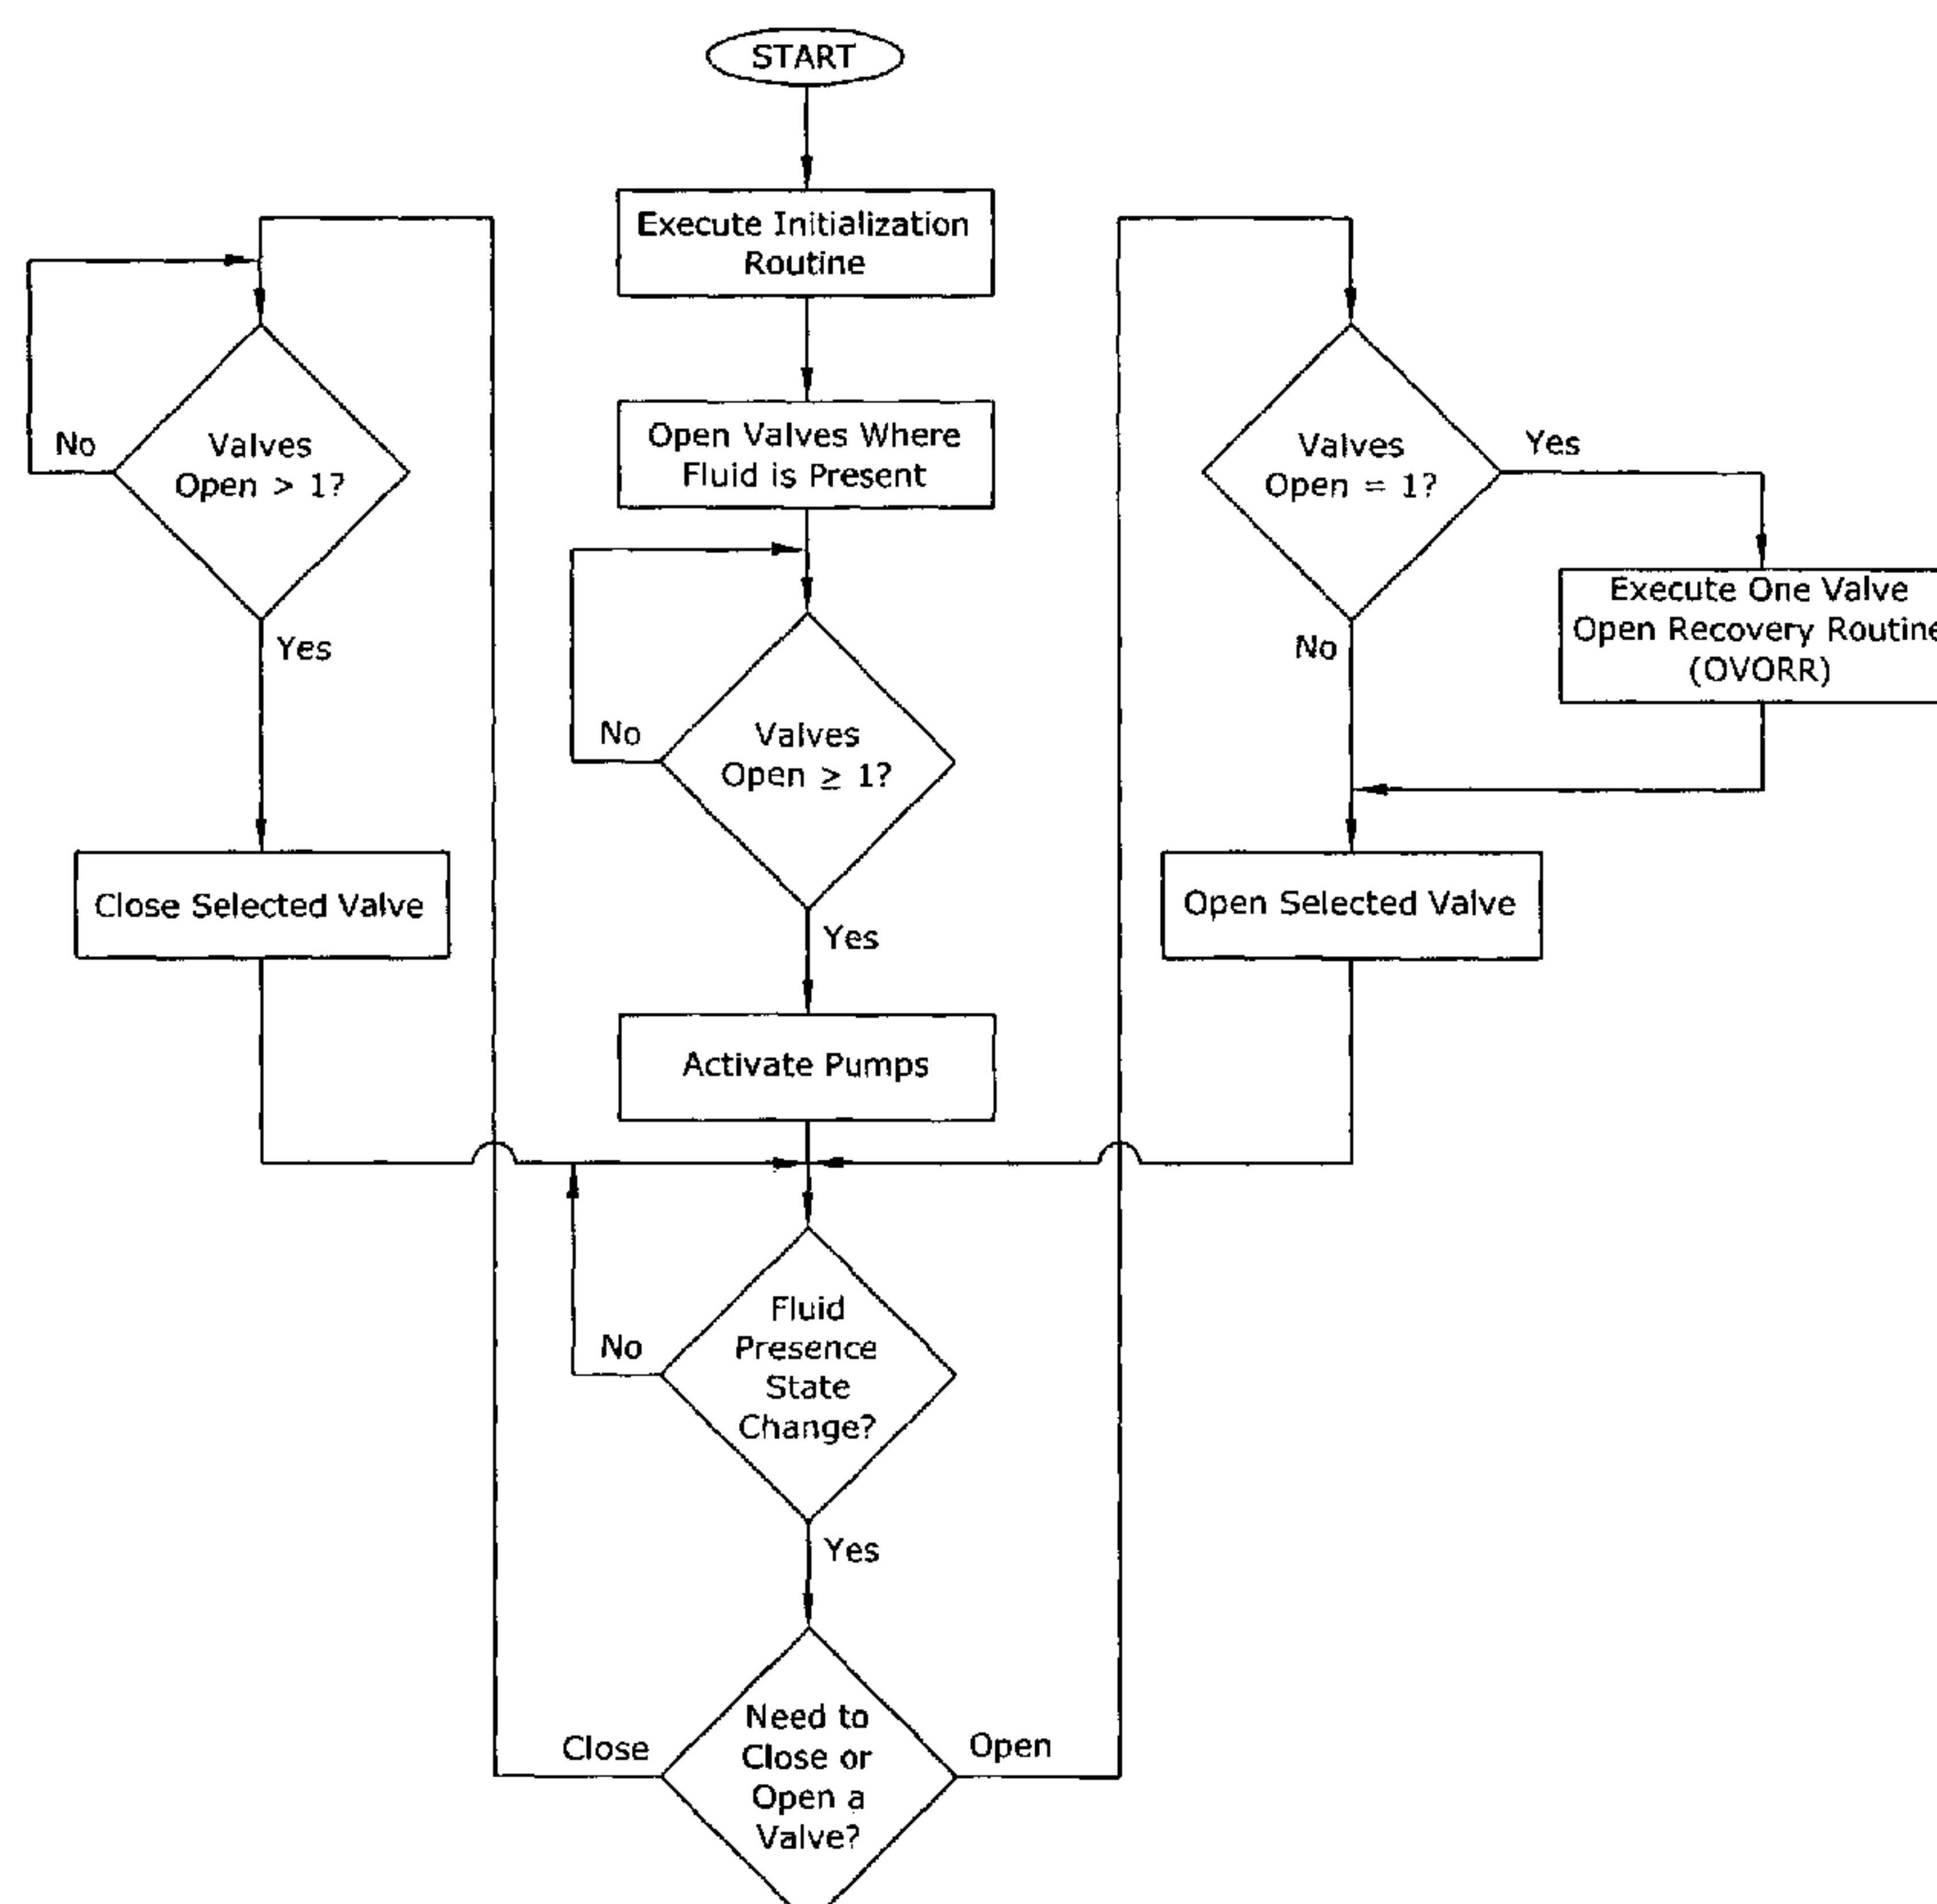 START
Execute Initialization
Routine
Open Valves Where
Fluid is Present
No
Valves
Open > 1?
Yes
Close Selected Valve
No
Valves
Open ≥ 1?
Yes
Activate Pumps
Valves
Open = 1?
Yes
No
Execute One Valve
Open Recovery Routine
(OVORR)
Open Selected Valve
Fluid
Presence
State
Change?
No
Yes
Close
Need to
Close or
Open a
Valve?
Open